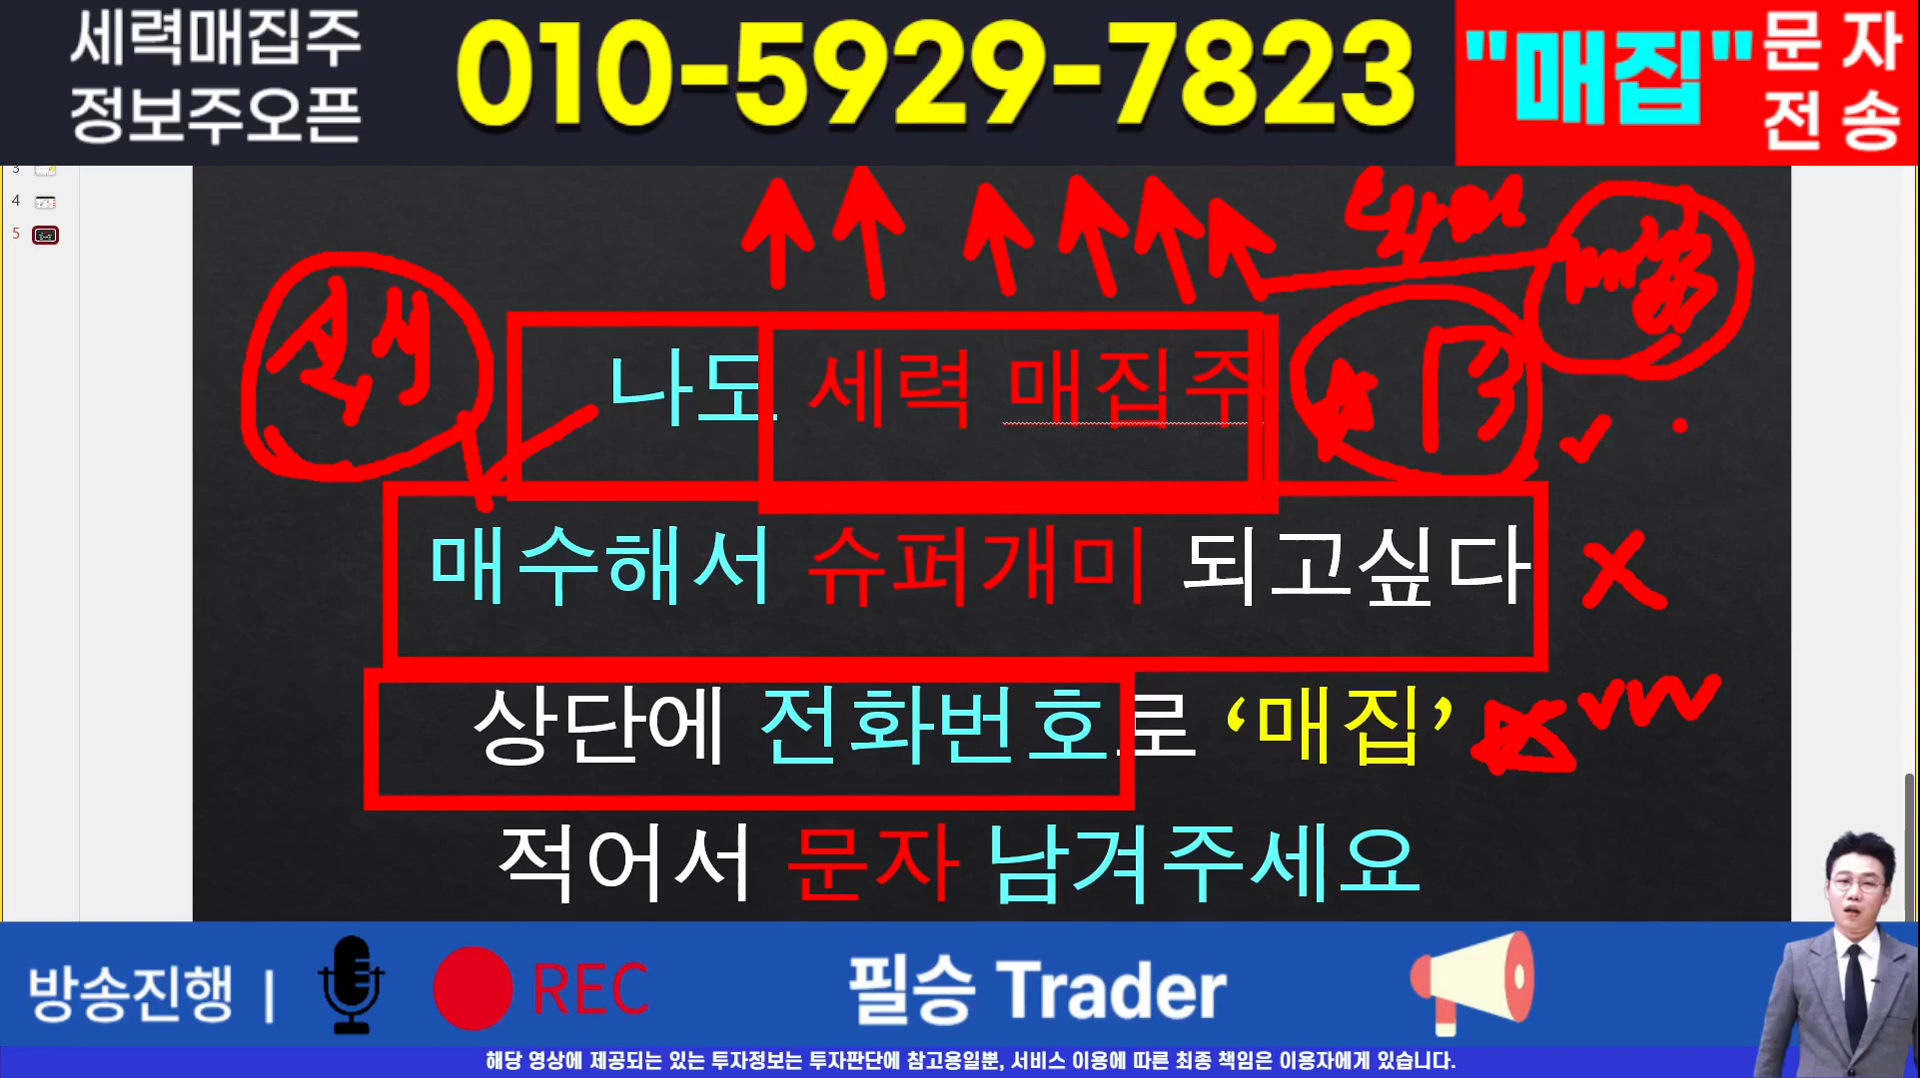 세력매집주
정보주오픈
010-5929-7823
"매집"
문 자
전 송
3
4
5
나도 세력 매집주
매수해서 슈퍼개미 되고싶다
상단에 전화번호로 ‘매집’
적어서 문자 남겨주세요
방송진행 |
REC
필승 Trader
해당 영상에 제공되는 있는 투자정보는 투자판단에 참고용일뿐, 서비스 이용에 따른 최종 책임은 이용자에게 있습니다.